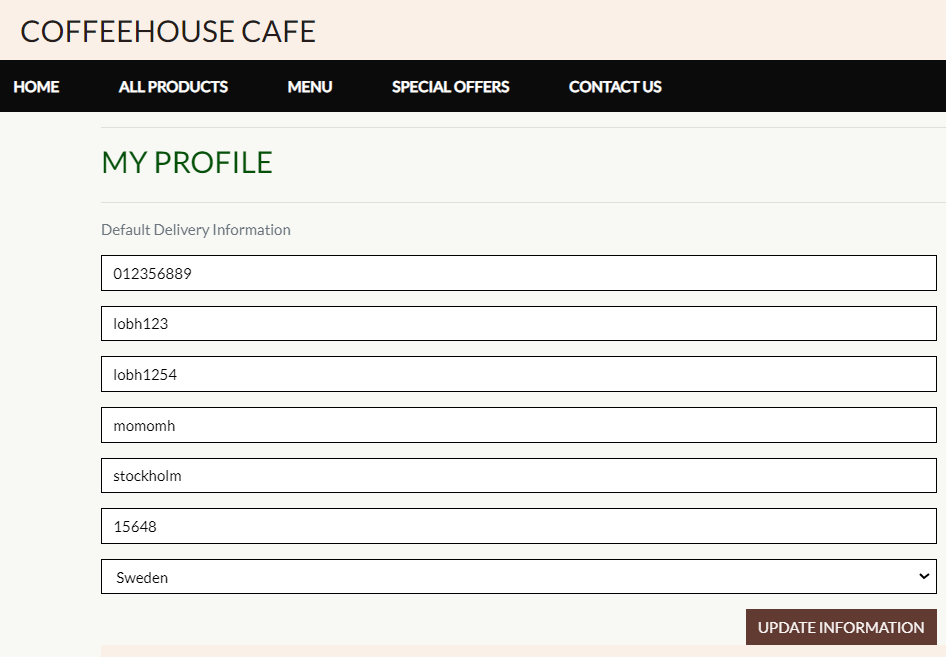 COFFEEHOUSE CAFE
HOME ALL PRODUCTS MENU SPECIAL OFFERS CONTACT US
MY PROFILE
Default Delivery Information
012356889
lobh123
lobh1254
momomh
stockholm
15648
Sweden
UPDATE INFORMATION